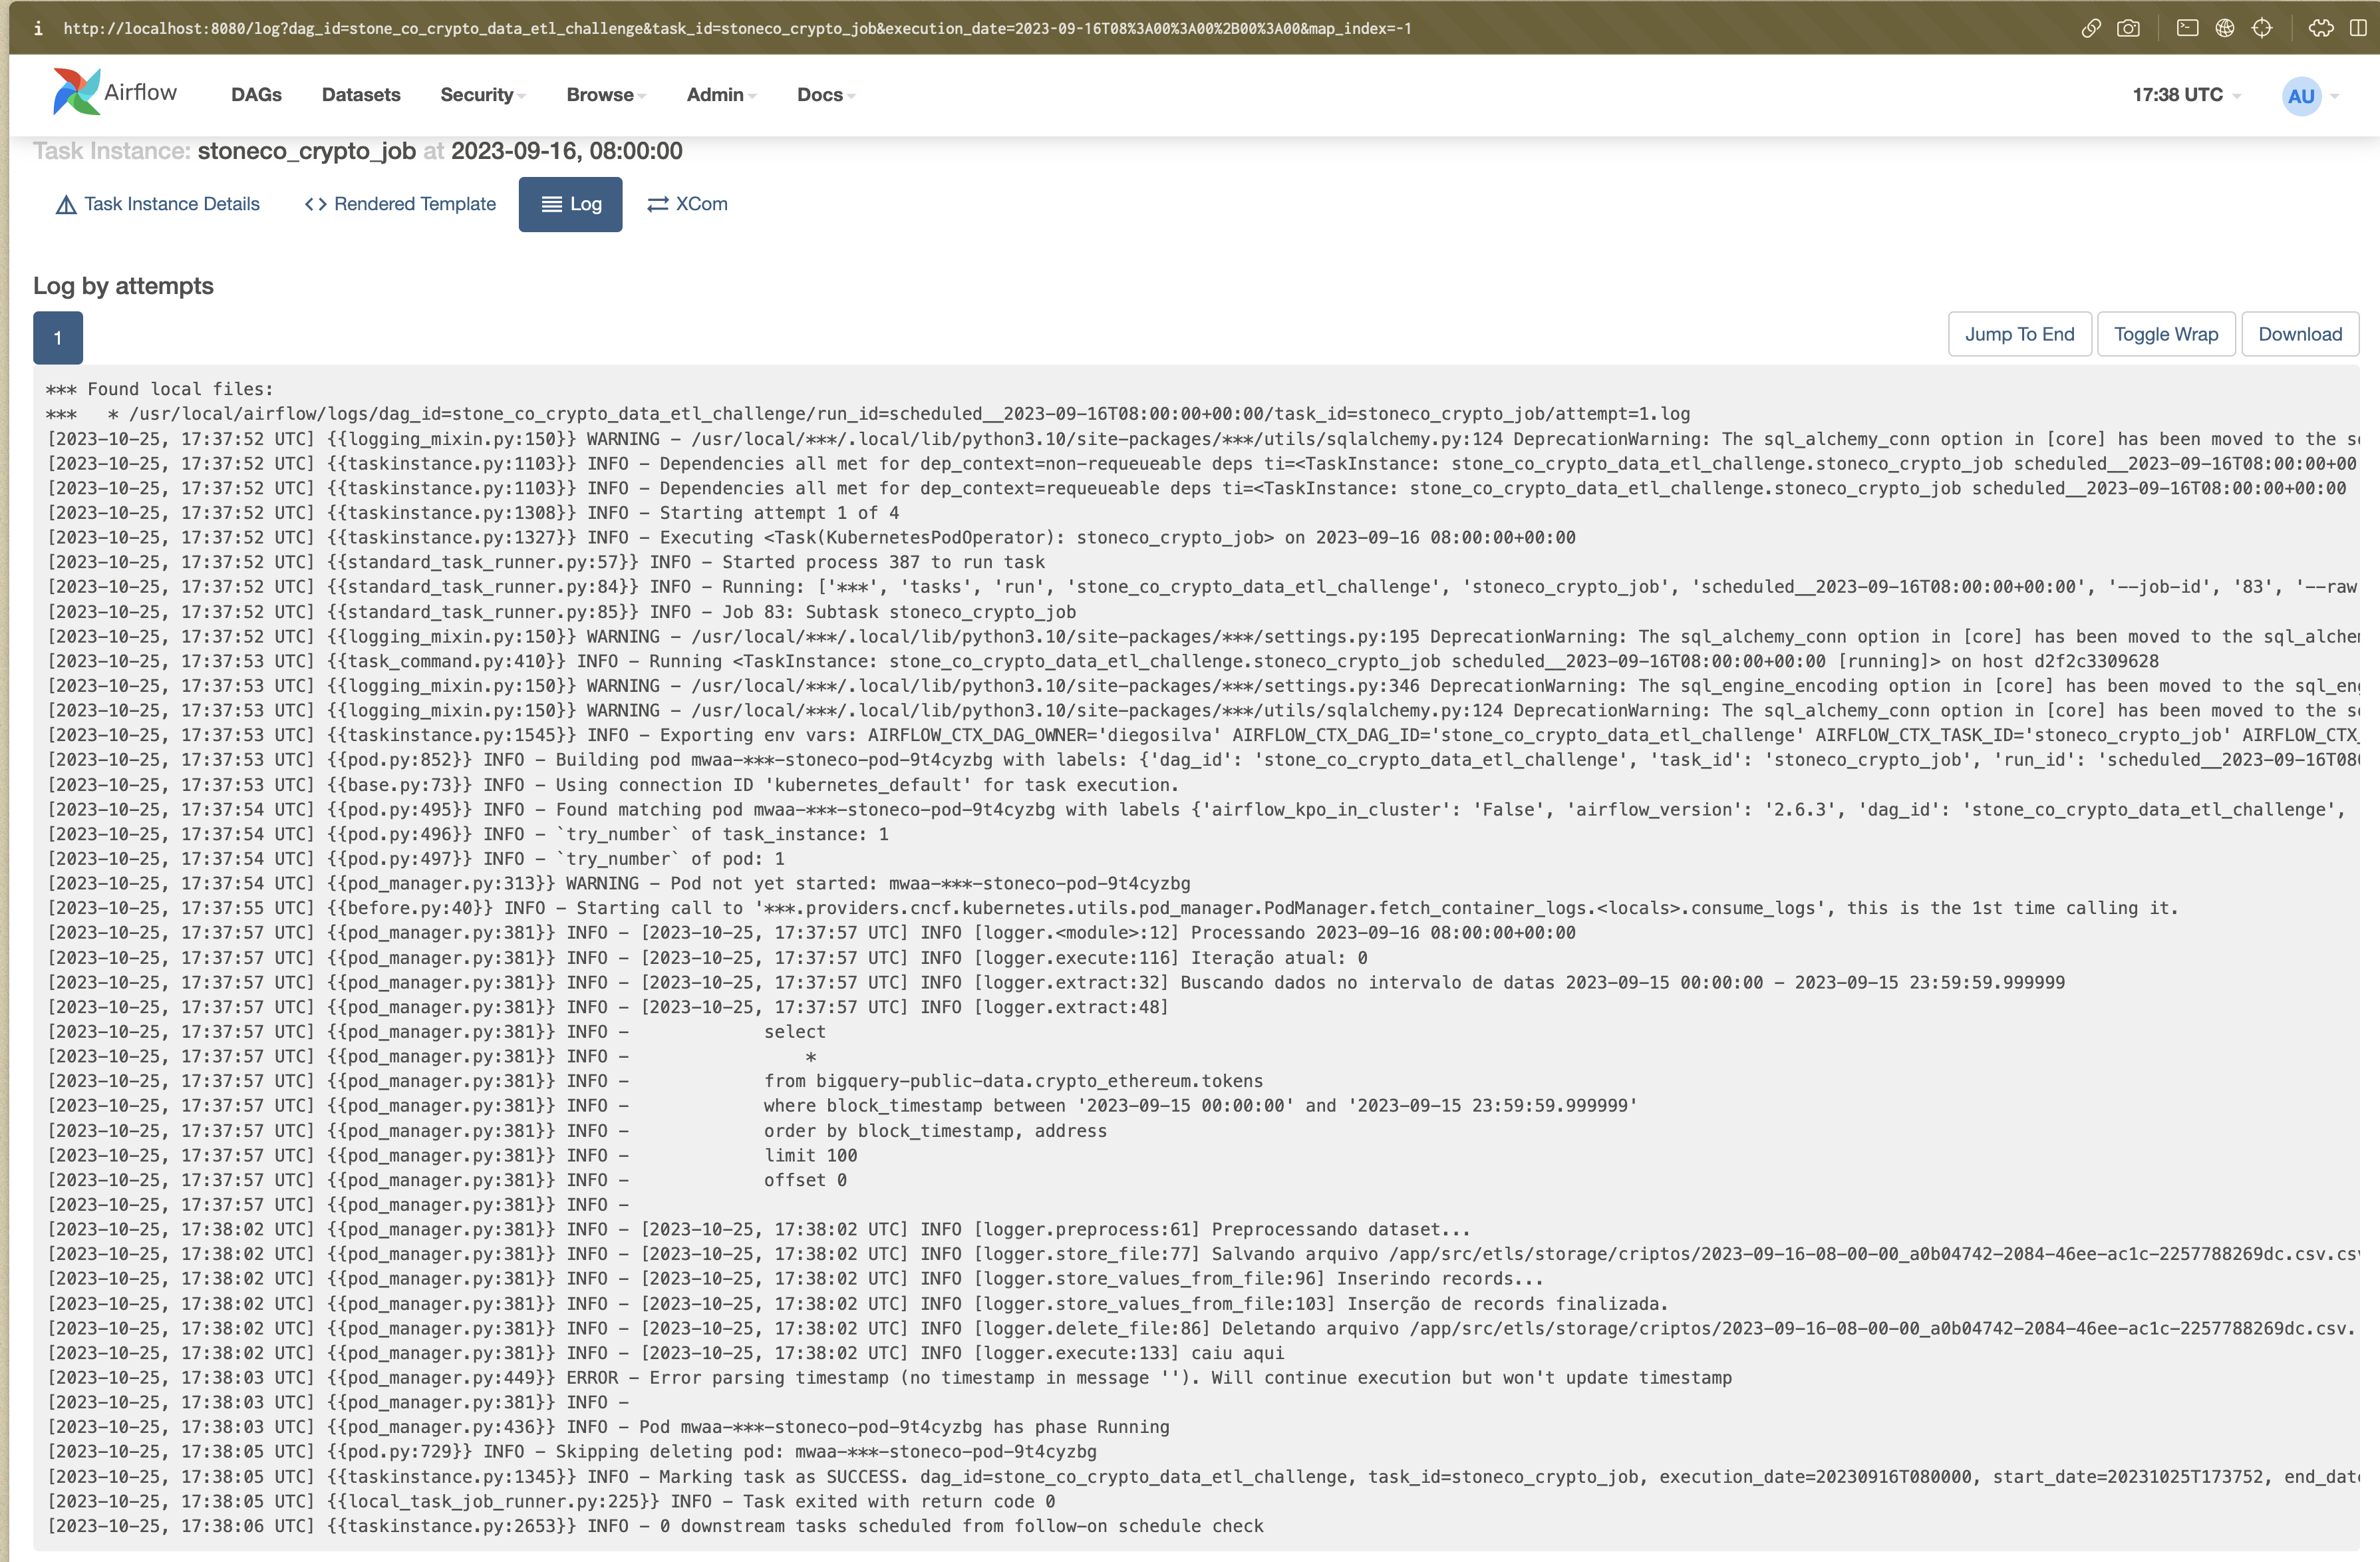 i http://localhost:8080/log?dag_id=stone_co_crypto_data_etl_challenge&task_id=stoneco_crypto_job&execution_date=2023-09-16T08%3A00%3A00%2B00%3A00&map_index=-1
Airflow DAGs Datasets Security Browse Admin Docs 17:38 UTC AU
Task Instance: stoneco_crypto_job at 2023-09-16, 08:00:00
Task Instance Details <> Rendered Template Log XCom
Log by attempts
1 Jump To End Toggle Wrap Download
*** Found local files:
***   * /usr/local/airflow/logs/dag_id=stone_co_crypto_data_etl_challenge/run_id=scheduled__2023-09-16T08:00:00+00:00/task_id=stoneco_crypto_job/attempt=1.log
[2023-10-25, 17:37:52 UTC] {{logging_mixin.py:150}} WARNING - /usr/local/***/.local/lib/python3.10/site-packages/***/utils/sqlalchemy.py:124 DeprecationWarning: The sql_alchemy_conn option in [core] has been moved to the s
[2023-10-25, 17:37:52 UTC] {{taskinstance.py:1103}} INFO - Dependencies all met for dep_context=non-requeueable deps ti=<TaskInstance: stone_co_crypto_data_etl_challenge.stoneco_crypto_job scheduled__2023-09-16T08:00:00+00
[2023-10-25, 17:37:52 UTC] {{taskinstance.py:1103}} INFO - Dependencies all met for dep_context=requeueable deps ti=<TaskInstance: stone_co_crypto_data_etl_challenge.stoneco_crypto_job scheduled__2023-09-16T08:00:00+00:00
[2023-10-25, 17:37:52 UTC] {{taskinstance.py:1308}} INFO - Starting attempt 1 of 4
[2023-10-25, 17:37:52 UTC] {{taskinstance.py:1327}} INFO - Executing <Task(KubernetesPodOperator): stoneco_crypto_job> on 2023-09-16 08:00:00+00:00
[2023-10-25, 17:37:52 UTC] {{standard_task_runner.py:57}} INFO - Started process 387 to run task
[2023-10-25, 17:37:52 UTC] {{standard_task_runner.py:84}} INFO - Running: ['***', 'tasks', 'run', 'stone_co_crypto_data_etl_challenge', 'stoneco_crypto_job', 'scheduled__2023-09-16T08:00:00+00:00', '--job-id', '83', '--raw
[2023-10-25, 17:37:52 UTC] {{standard_task_runner.py:85}} INFO - Job 83: Subtask stoneco_crypto_job
[2023-10-25, 17:37:52 UTC] {{logging_mixin.py:150}} WARNING - /usr/local/***/.local/lib/python3.10/site-packages/***/settings.py:195 DeprecationWarning: The sql_alchemy_conn option in [core] has been moved to the sql_alche
[2023-10-25, 17:37:53 UTC] {{task_command.py:410}} INFO - Running <TaskInstance: stone_co_crypto_data_etl_challenge.stoneco_crypto_job scheduled__2023-09-16T08:00:00+00:00 [running]> on host d2f2c3309628
[2023-10-25, 17:37:53 UTC] {{logging_mixin.py:150}} WARNING - /usr/local/***/.local/lib/python3.10/site-packages/***/settings.py:346 DeprecationWarning: The sql_engine_encoding option in [core] has been moved to the sql_en
[2023-10-25, 17:37:53 UTC] {{logging_mixin.py:150}} WARNING - /usr/local/***/.local/lib/python3.10/site-packages/***/utils/sqlalchemy.py:124 DeprecationWarning: The sql_alchemy_conn option in [core] has been moved to the s
[2023-10-25, 17:37:53 UTC] {{taskinstance.py:1545}} INFO - Exporting env vars: AIRFLOW_CTX_DAG_OWNER='diegosilva' AIRFLOW_CTX_DAG_ID='stone_co_crypto_data_etl_challenge' AIRFLOW_CTX_TASK_ID='stoneco_crypto_job' AIRFLOW_CTX_
[2023-10-25, 17:37:53 UTC] {{pod.py:852}} INFO - Building pod mwaa-***-stoneco-pod-9t4cyzbg with labels: {'dag_id': 'stone_co_crypto_data_etl_challenge', 'task_id': 'stoneco_crypto_job', 'run_id': 'scheduled__2023-09-16T08
[2023-10-25, 17:37:53 UTC] {{base.py:73}} INFO - Using connection ID 'kubernetes_default' for task execution.
[2023-10-25, 17:37:54 UTC] {{pod.py:495}} INFO - Found matching pod mwaa-***-stoneco-pod-9t4cyzbg with labels {'airflow_kpo_in_cluster': 'False', 'airflow_version': '2.6.3', 'dag_id': 'stone_co_crypto_data_etl_challenge',
[2023-10-25, 17:37:54 UTC] {{pod.py:496}} INFO - `try_number` of task_instance: 1
[2023-10-25, 17:37:54 UTC] {{pod.py:497}} INFO - `try_number` of pod: 1
[2023-10-25, 17:37:54 UTC] {{pod_manager.py:313}} WARNING - Pod not yet started: mwaa-***-stoneco-pod-9t4cyzbg
[2023-10-25, 17:37:55 UTC] {{before.py:40}} INFO - Starting call to '***.providers.cncf.kubernetes.utils.pod_manager.PodManager.fetch_container_logs.<locals>.consume_logs', this is the 1st time calling it.
[2023-10-25, 17:37:57 UTC] {{pod_manager.py:381}} INFO - [2023-10-25, 17:37:57 UTC] INFO [logger.<module>:12] Processando 2023-09-16 08:00:00+00:00
[2023-10-25, 17:37:57 UTC] {{pod_manager.py:381}} INFO - [2023-10-25, 17:37:57 UTC] INFO [logger.execute:116] Iteração atual: 0
[2023-10-25, 17:37:57 UTC] {{pod_manager.py:381}} INFO - [2023-10-25, 17:37:57 UTC] INFO [logger.extract:32] Buscando dados no intervalo de datas 2023-09-15 00:00:00 - 2023-09-15 23:59:59.999999
[2023-10-25, 17:37:57 UTC] {{pod_manager.py:381}} INFO - [2023-10-25, 17:37:57 UTC] INFO [logger.extract:48]
[2023-10-25, 17:37:57 UTC] {{pod_manager.py:381}} INFO -             select
[2023-10-25, 17:37:57 UTC] {{pod_manager.py:381}} INFO -                 *
[2023-10-25, 17:37:57 UTC] {{pod_manager.py:381}} INFO -             from bigquery-public-data.crypto_ethereum.tokens
[2023-10-25, 17:37:57 UTC] {{pod_manager.py:381}} INFO -             where block_timestamp between '2023-09-15 00:00:00' and '2023-09-15 23:59:59.999999'
[2023-10-25, 17:37:57 UTC] {{pod_manager.py:381}} INFO -             order by block_timestamp, address
[2023-10-25, 17:37:57 UTC] {{pod_manager.py:381}} INFO -             limit 100
[2023-10-25, 17:37:57 UTC] {{pod_manager.py:381}} INFO -             offset 0
[2023-10-25, 17:37:57 UTC] {{pod_manager.py:381}} INFO -
[2023-10-25, 17:38:02 UTC] {{pod_manager.py:381}} INFO - [2023-10-25, 17:38:02 UTC] INFO [logger.preprocess:61] Preprocessando dataset...
[2023-10-25, 17:38:02 UTC] {{pod_manager.py:381}} INFO - [2023-10-25, 17:38:02 UTC] INFO [logger.store_file:77] Salvando arquivo /app/src/etls/storage/criptos/2023-09-16-08-00-00_a0b04742-2084-46ee-ac1c-2257788269dc.csv.cs
[2023-10-25, 17:38:02 UTC] {{pod_manager.py:381}} INFO - [2023-10-25, 17:38:02 UTC] INFO [logger.store_values_from_file:96] Inserindo records...
[2023-10-25, 17:38:02 UTC] {{pod_manager.py:381}} INFO - [2023-10-25, 17:38:02 UTC] INFO [logger.store_values_from_file:103] Inserção de records finalizada.
[2023-10-25, 17:38:02 UTC] {{pod_manager.py:381}} INFO - [2023-10-25, 17:38:02 UTC] INFO [logger.delete_file:86] Deletando arquivo /app/src/etls/storage/criptos/2023-09-16-08-00-00_a0b04742-2084-46ee-ac1c-2257788269dc.csv.
[2023-10-25, 17:38:02 UTC] {{pod_manager.py:381}} INFO - [2023-10-25, 17:38:02 UTC] INFO [logger.execute:133] caiu aqui
[2023-10-25, 17:38:03 UTC] {{pod_manager.py:449}} ERROR - Error parsing timestamp (no timestamp in message ''). Will continue execution but won't update timestamp
[2023-10-25, 17:38:03 UTC] {{pod_manager.py:381}} INFO -
[2023-10-25, 17:38:03 UTC] {{pod_manager.py:436}} INFO - Pod mwaa-***-stoneco-pod-9t4cyzbg has phase Running
[2023-10-25, 17:38:05 UTC] {{pod.py:729}} INFO - Skipping deleting pod: mwaa-***-stoneco-pod-9t4cyzbg
[2023-10-25, 17:38:05 UTC] {{taskinstance.py:1345}} INFO - Marking task as SUCCESS. dag_id=stone_co_crypto_data_etl_challenge, task_id=stoneco_crypto_job, execution_date=20230916T080000, start_date=20231025T173752, end_dat
[2023-10-25, 17:38:05 UTC] {{local_task_job_runner.py:225}} INFO - Task exited with return code 0
[2023-10-25, 17:38:06 UTC] {{taskinstance.py:2653}} INFO - 0 downstream tasks scheduled from follow-on schedule check